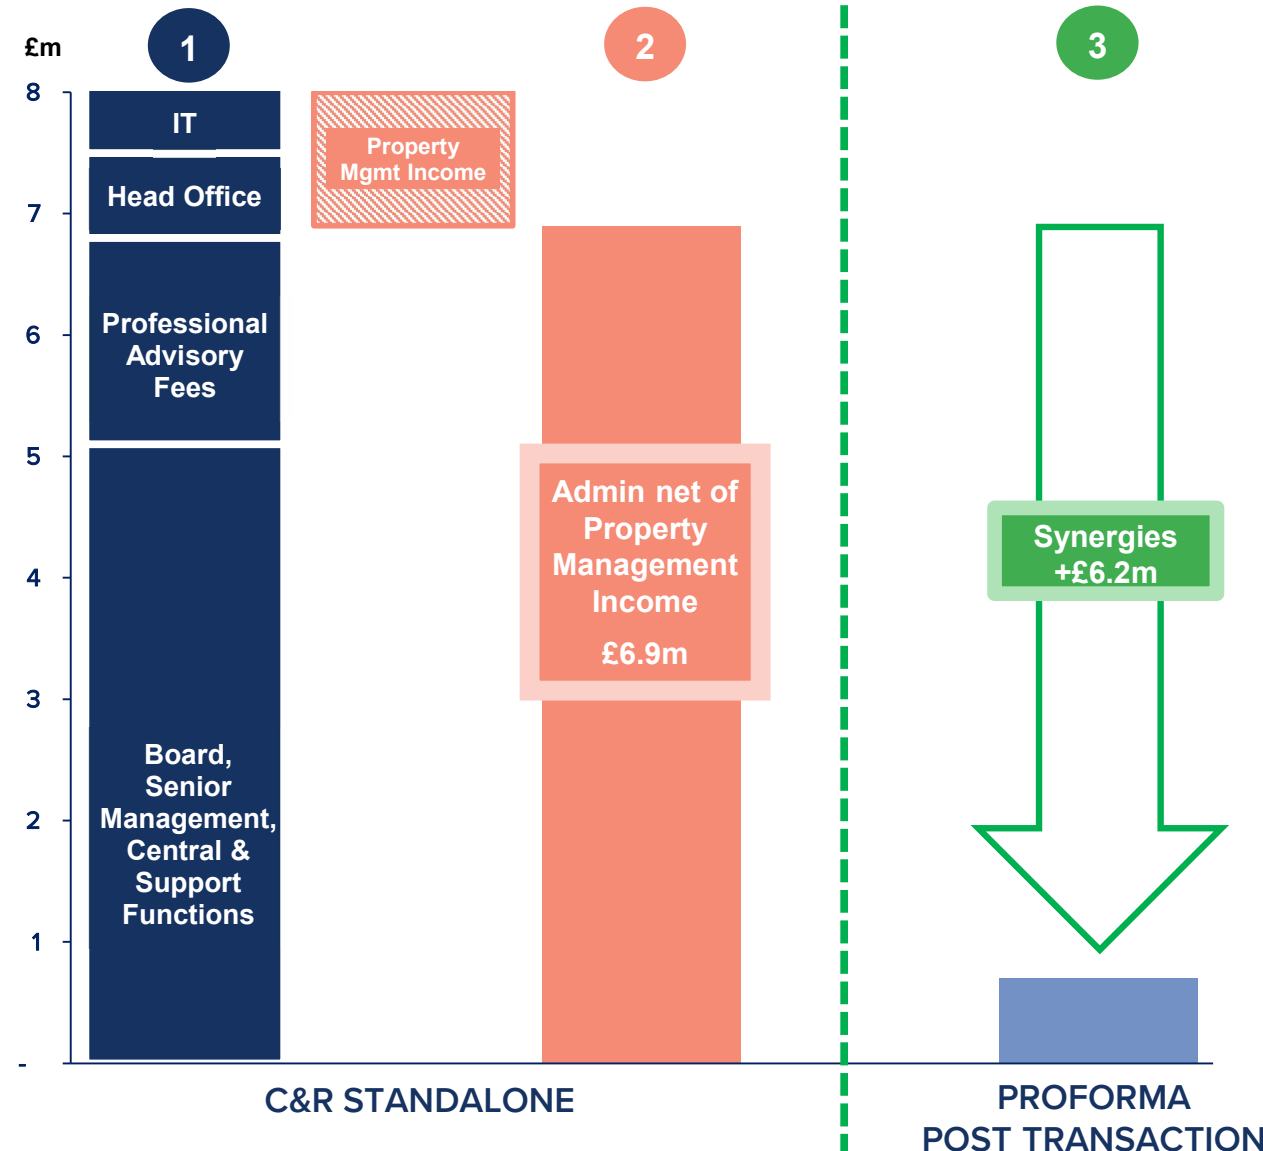 £m
1
2
3
8
7
6
5
4
3
2
1
-
IT
Head Office
Professional
Advisory
Fees
Board,
Senior
Management,
Central &
Support
Functions
Property
Mgmt Income
Admin net of
Property
Management
Income
£6.9m
Synergies
+£6.2m
C&R STANDALONE
PROFORMA
POST TRANSACTION